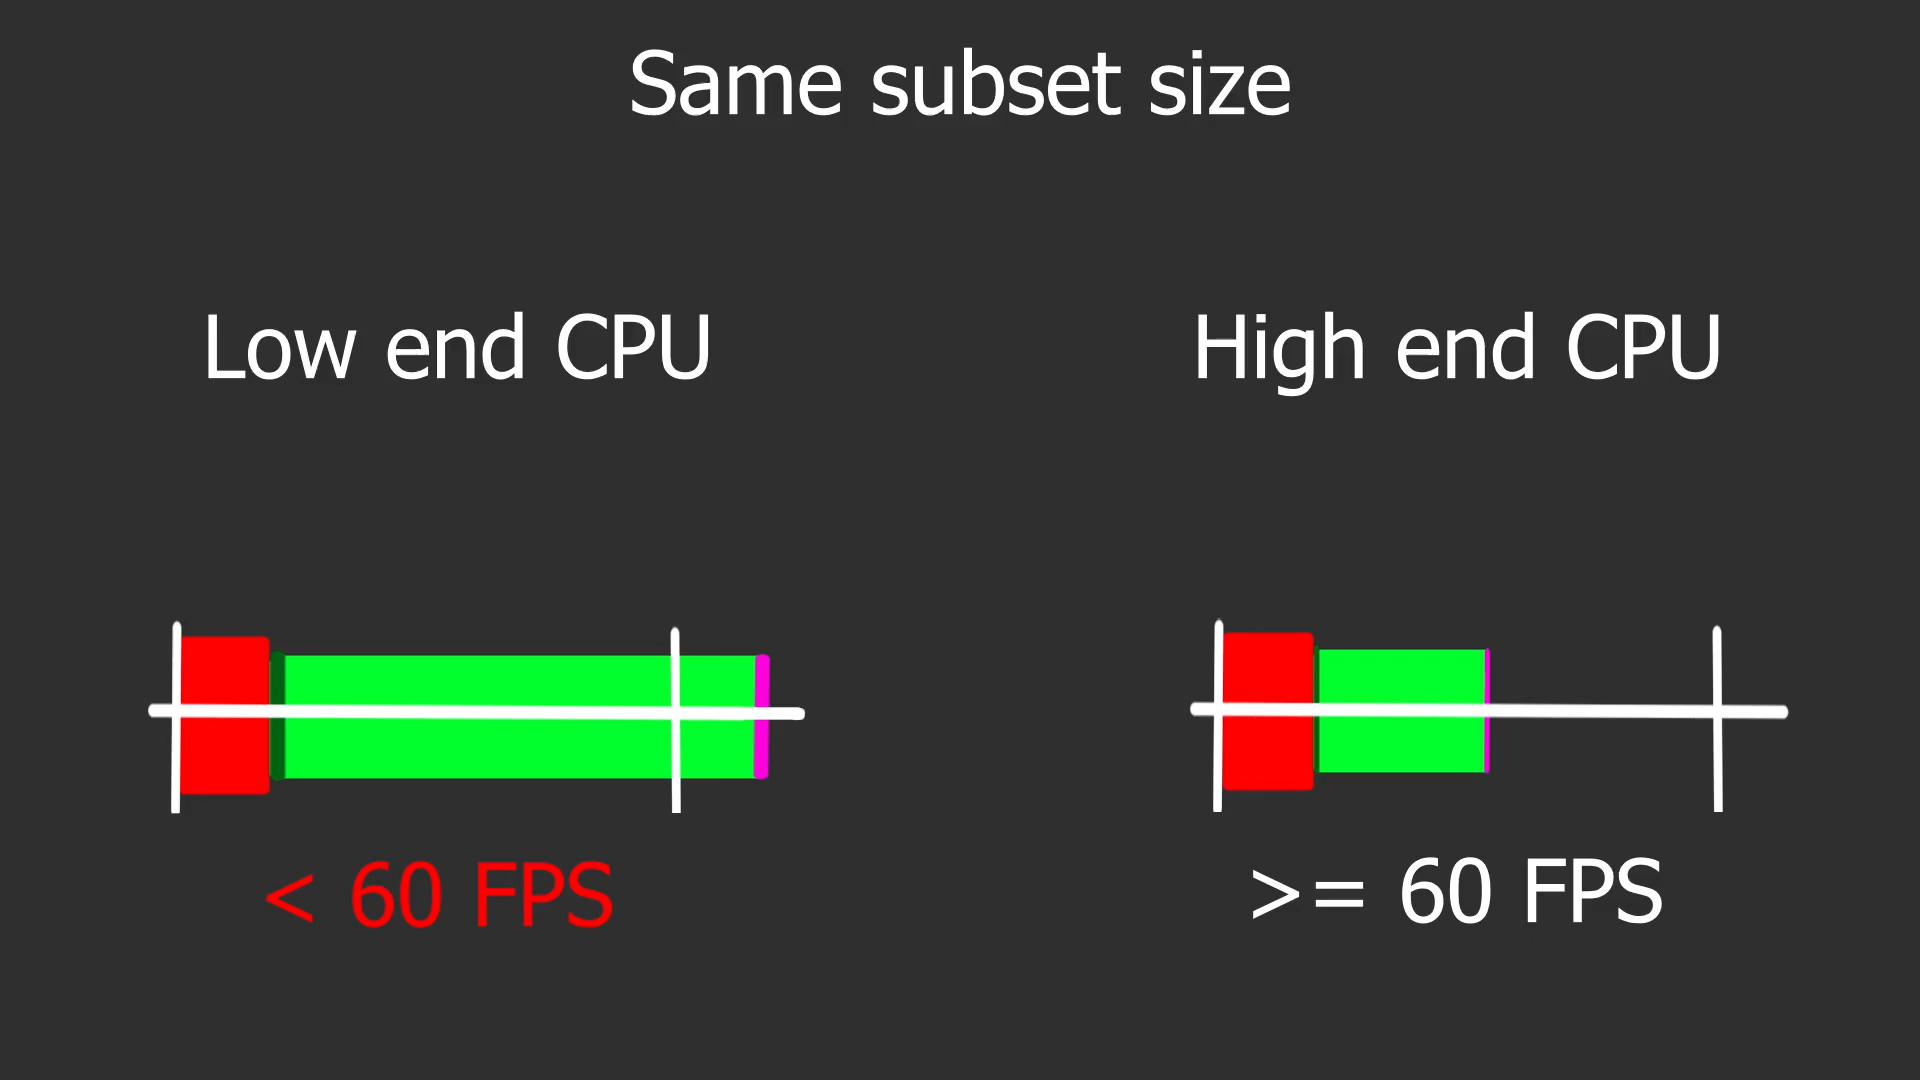 Same subset size
Low end CPU
High end CPU
< 60 FPS
>= 60 FPS